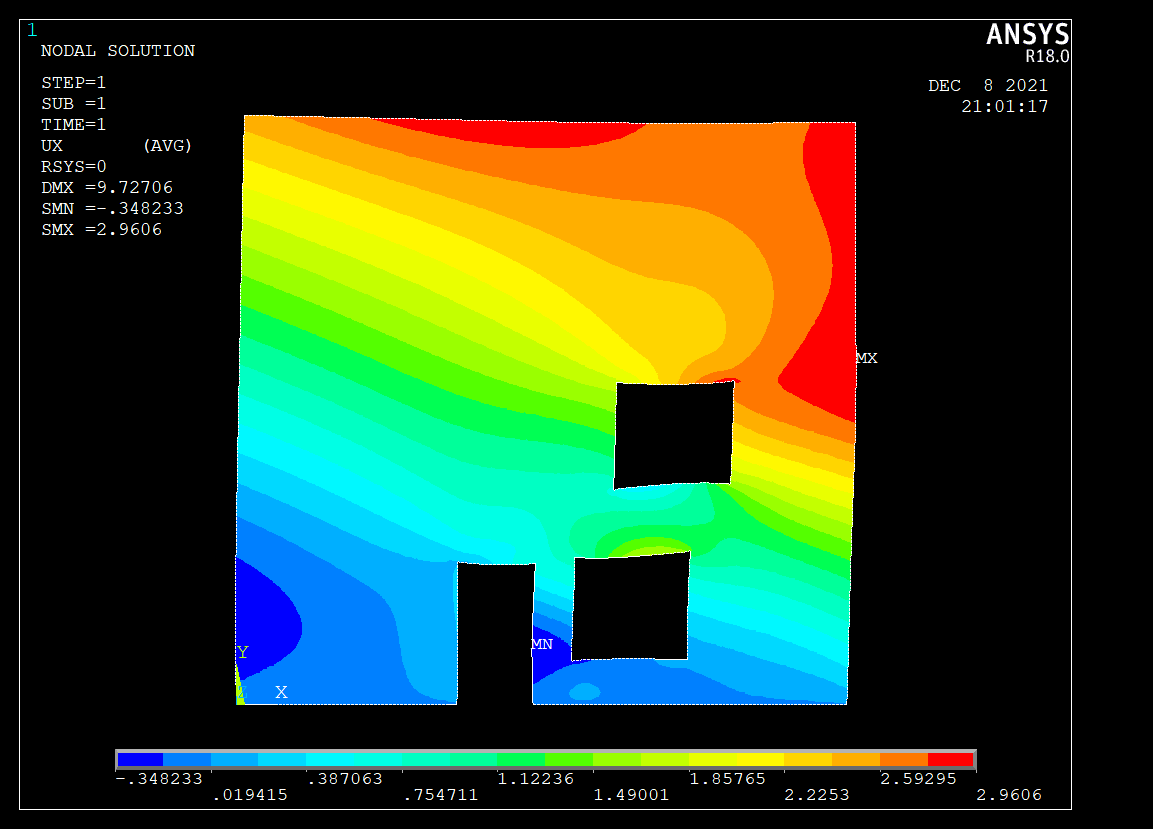 1
ANSYS
R18.0
NODAL SOLUTION
STEP=1
SUB =1
TIME=1
UX (AVG)
RSYS=0
DMX =9.72706
SMN =-.348233
SMX =2.9606
DEC 8 2021
21:01:17
MX
MN
Y
X
-.348233 .387063 1.12236 1.85765 2.59295
.019415 .754711 1.49001 2.2253 2.9606